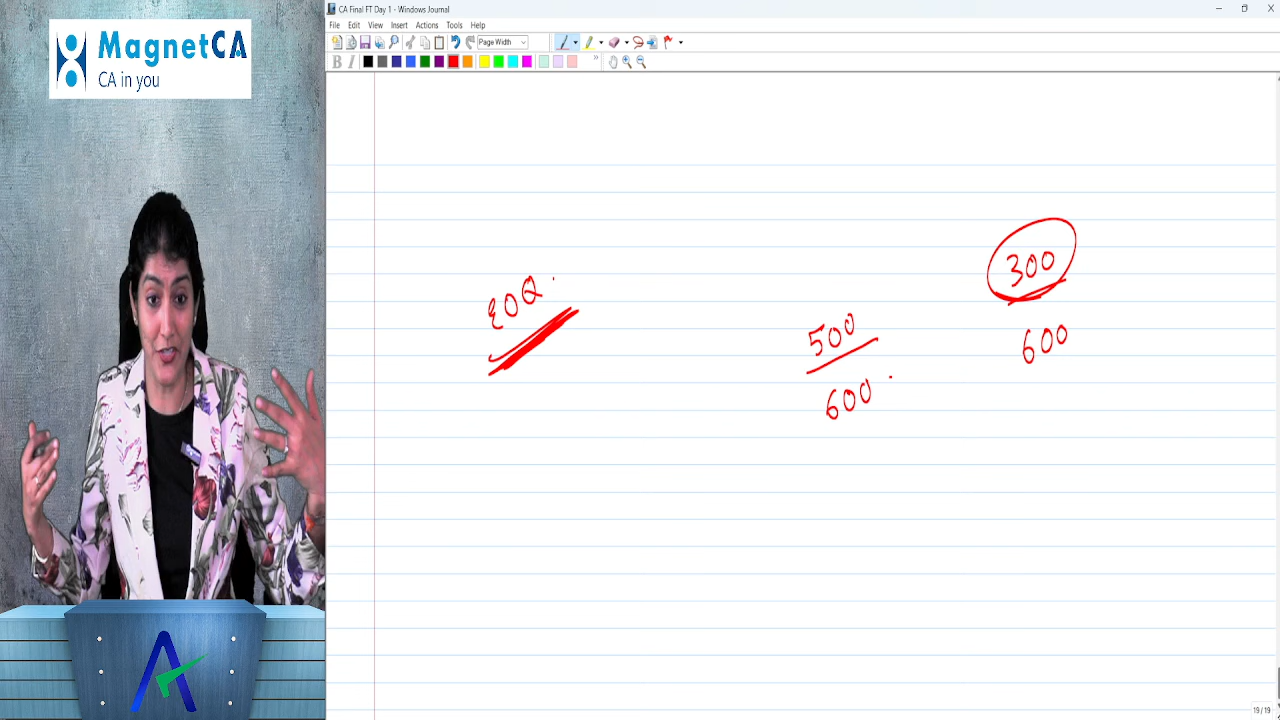 MagnetCA
CA in you
CA Final FT Day 1 - Windows Journal
File Edit View Insert Actions Tools Help
Page Width
B I
EOQ.
300
600
500
600
19/19